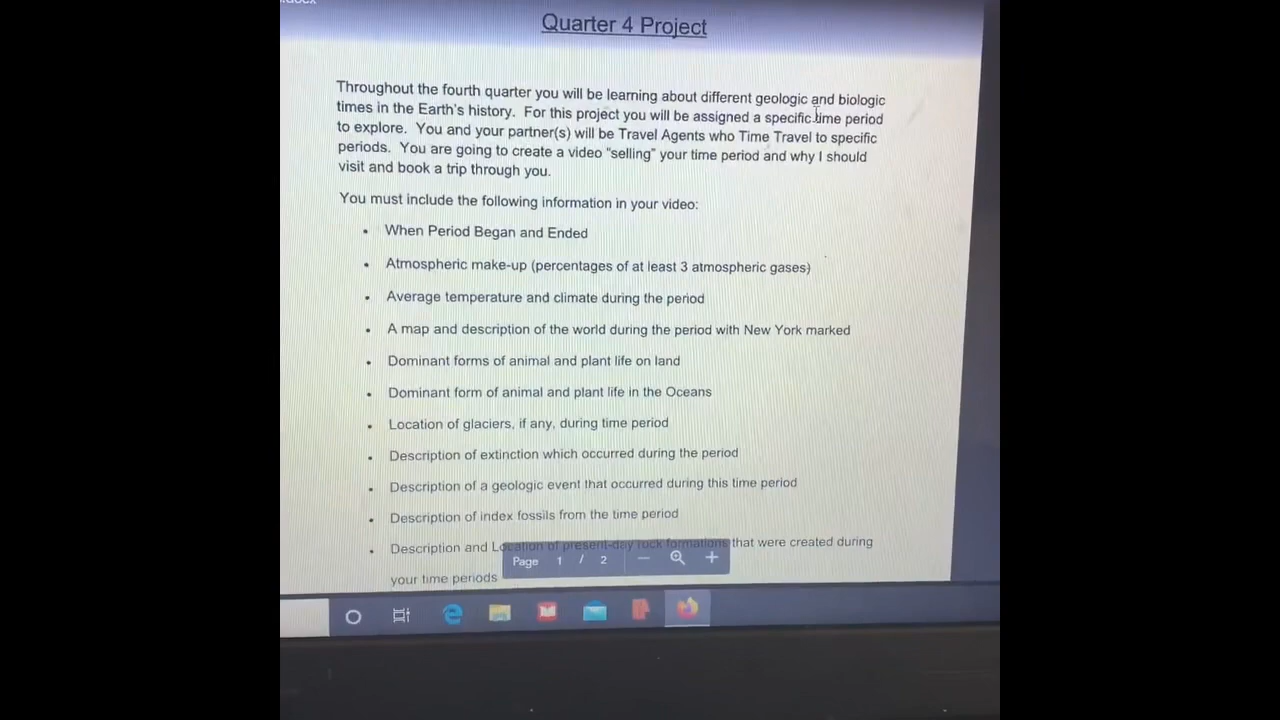 Quarter 4 Project
Throughout the fourth quarter you will be learning about different geologic and biologic
times in the Earth's history. For this project you will be assigned a specific time period
to explore. You and your partner(s) will be Travel Agents who Time Travel to specific
periods. You are going to create a video "selling" your time period and why I should
visit and book a trip through you.
You must include the following information in your video:
• When Period Began and Ended
• Atmospheric make-up (percentages of at least 3 atmospheric gases)
• Average temperature and climate during the period
• A map and description of the world during the period with New York marked
• Dominant forms of animal and plant life on land
• Dominant form of animal and plant life in the Oceans
• Location of glaciers, if any, during time period
• Description of extinction which occurred during the period
• Description of a geologic event that occurred during this time period
• Description of index fossils from the time period
• Description and Location of present-day rock formations that were created during
your time periods
Page 1 / 2